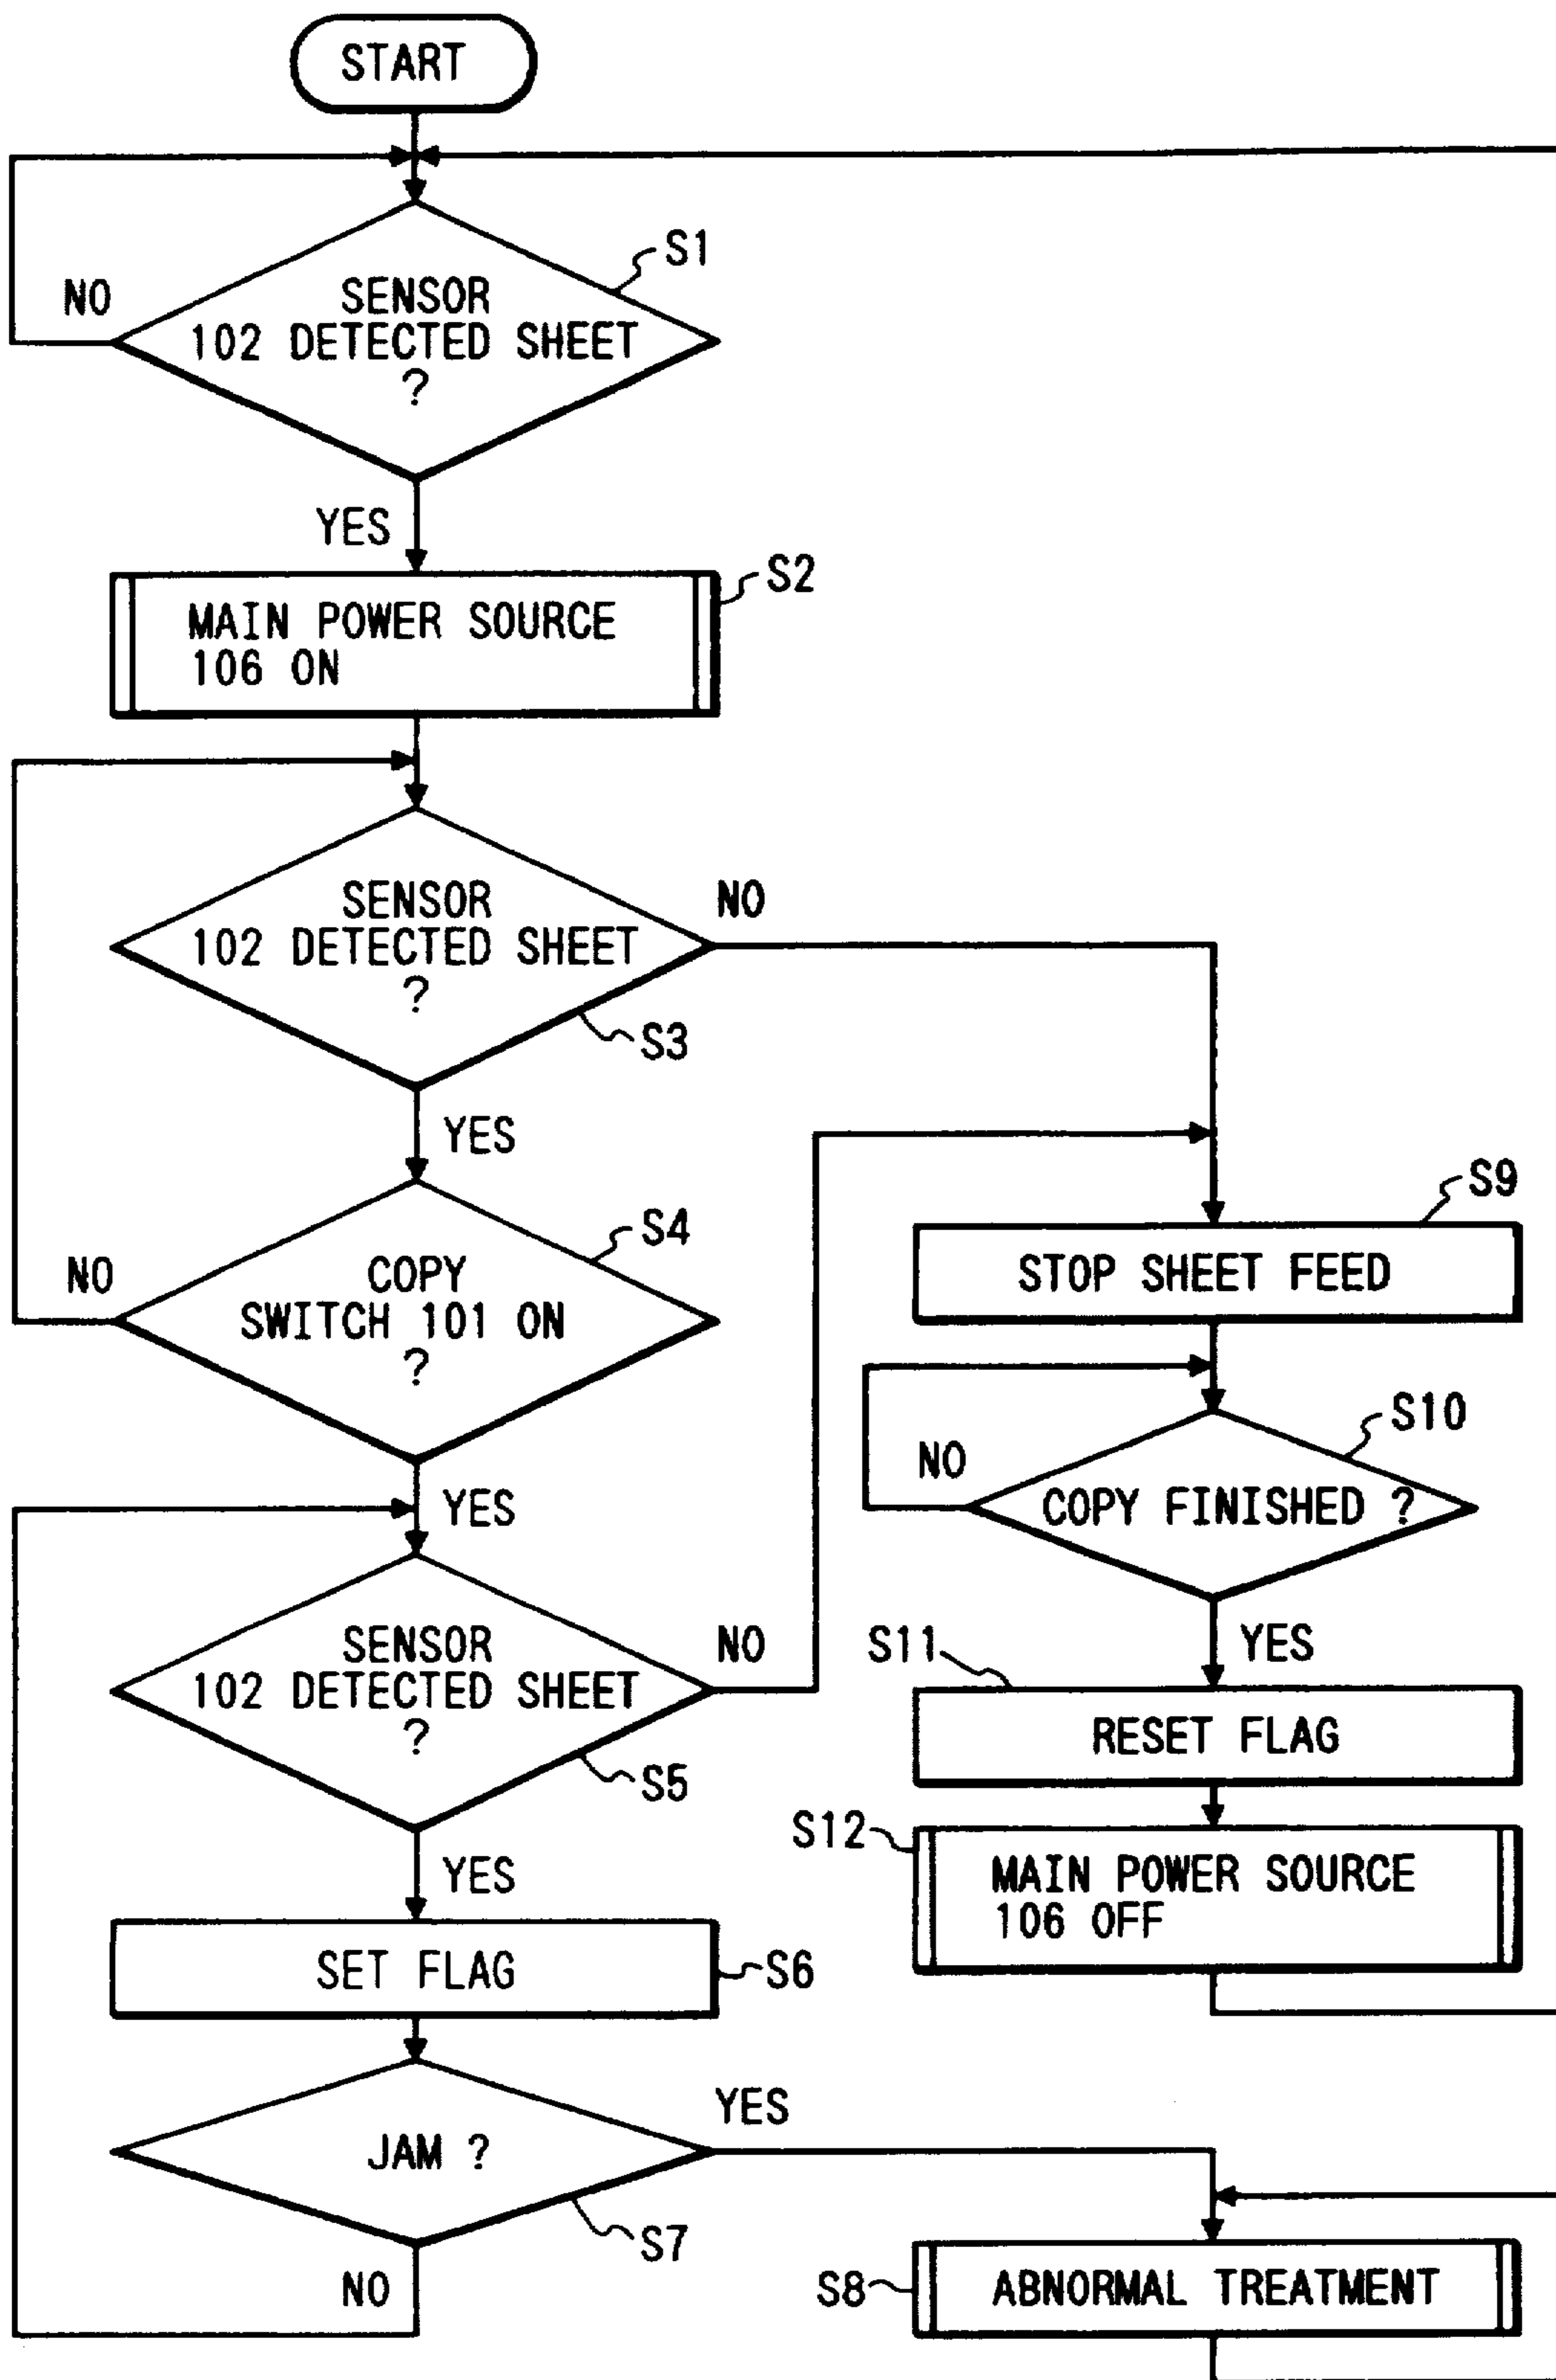 START
S1
NO
SENSOR
102 DETECTED SHEET
?
YES
S2
MAIN POWER SOURCE
106 ON
SENSOR
102 DETECTED SHEET
?
NO
S3
YES
S4
NO
COPY
SWITCH 101 ON
?
YES
SENSOR
102 DETECTED SHEET
?
NO
S5
YES
SET FLAG
S6
JAM ?
YES
S7
NO
S9
STOP SHEET FEED
S10
NO
COPY FINISHED ?
YES
S11
RESET FLAG
S12
MAIN POWER SOURCE
106 OFF
S8
ABNORMAL TREATMENT